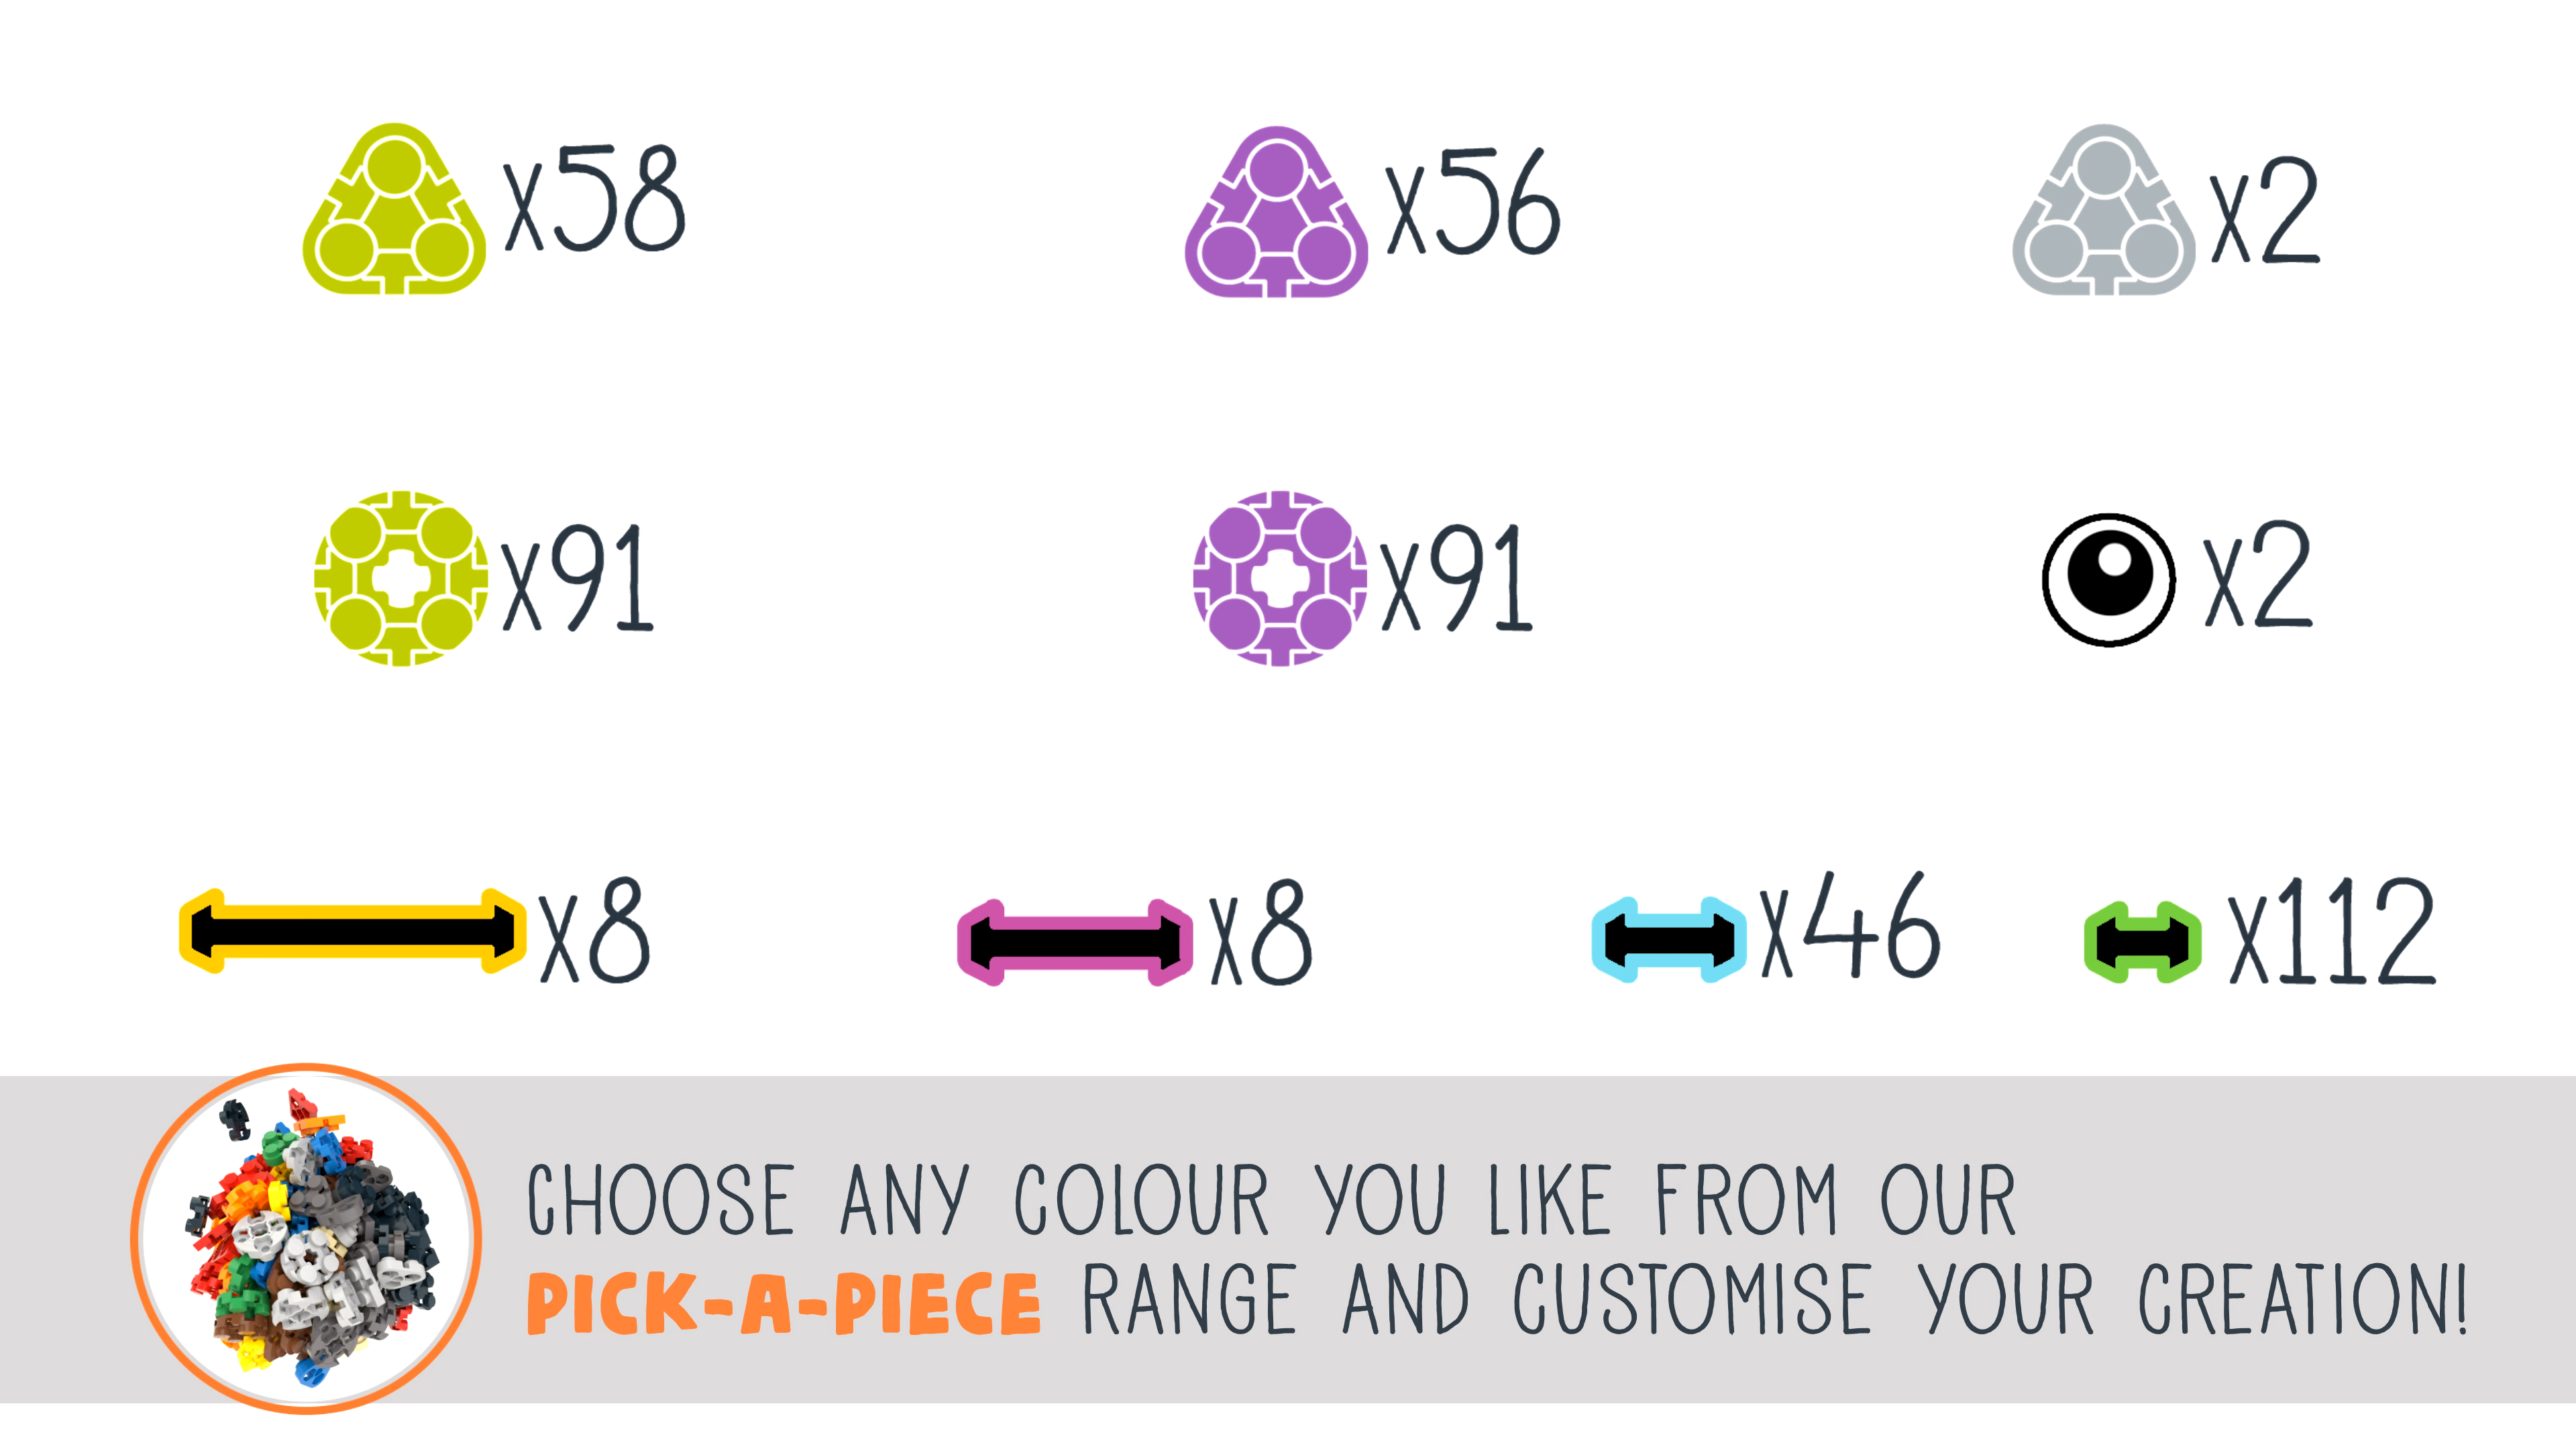 x58
x56
x2
x91
x91
x2
x8
x8
x46
x112
CHOOSE ANY COLOUR YOU LIKE FROM OUR
PICK-A-PIECE RANGE AND CUSTOMISE YOUR CREATION!